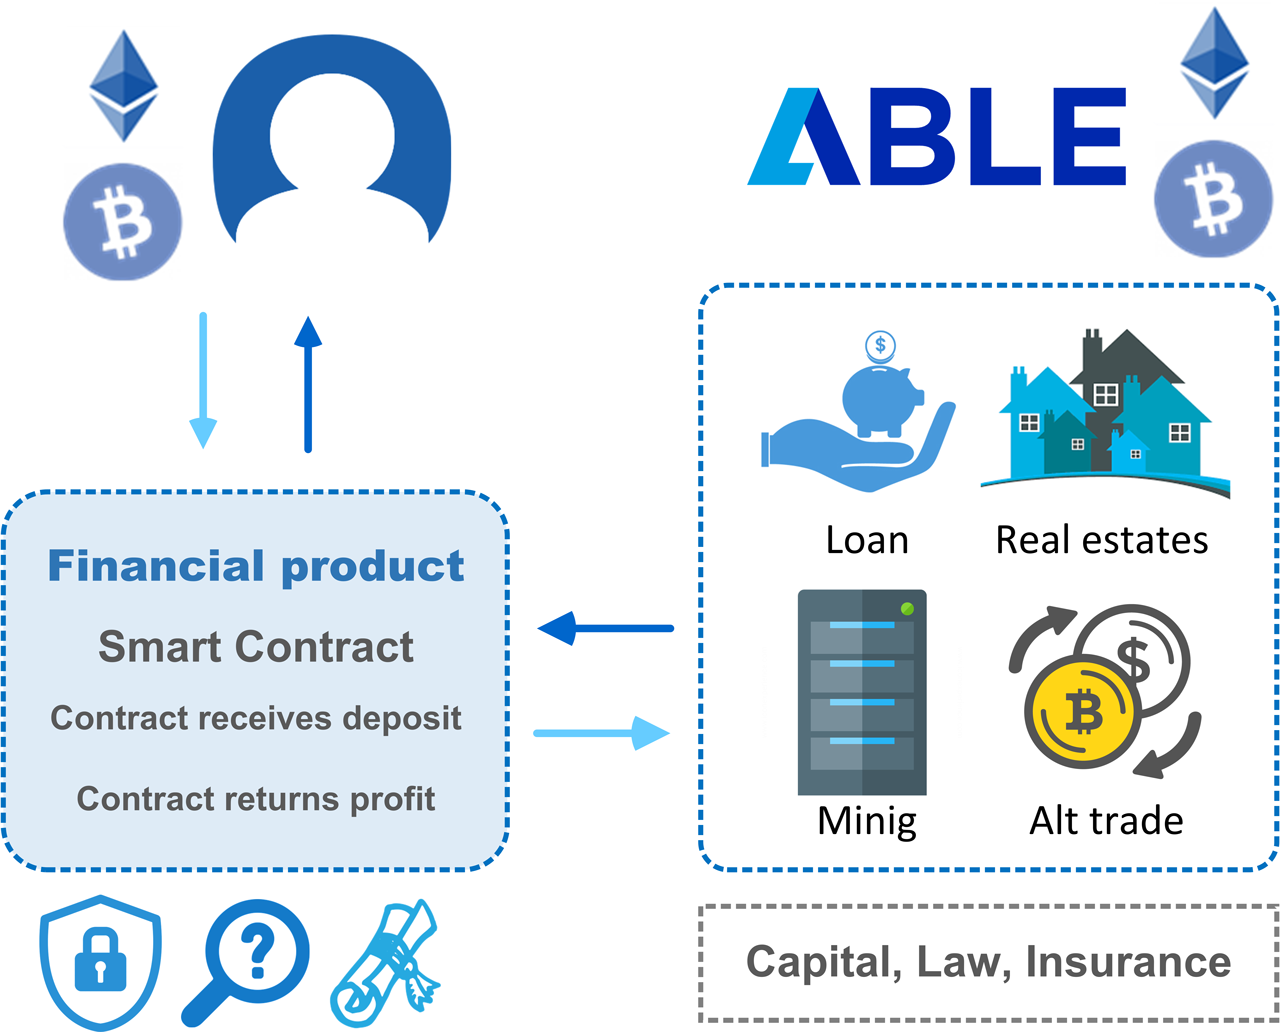 ABLE
Financial product
Smart Contract
Contract receives deposit
Contract returns profit
$
Loan
Real estates
Minig
$
Alt trade
?
Capital, Law, Insurance